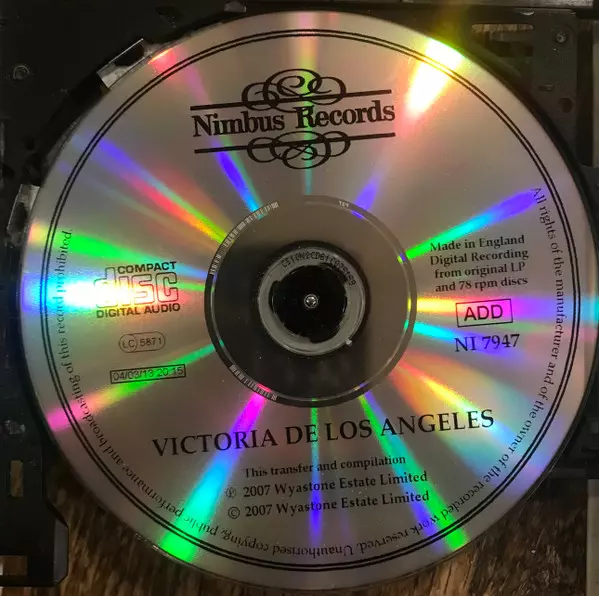 Nimbus Records
COMPACT
disc
DIGITAL AUDIO
LC 5871
04/03/13 20:15
Made in England
Digital Recording
from original LP
and 78 rpm discs
ADD
NI 7947
VICTORIA DE LOS ANGELES
This transfer and compilation
℗ 2007 Wyastone Estate Limited
© 2007 Wyastone Estate Limited
All rights of the manufacturer and of the owner of the recorded work reserved. Unauthorised copying, public performance and broadcasting of this record prohibited.